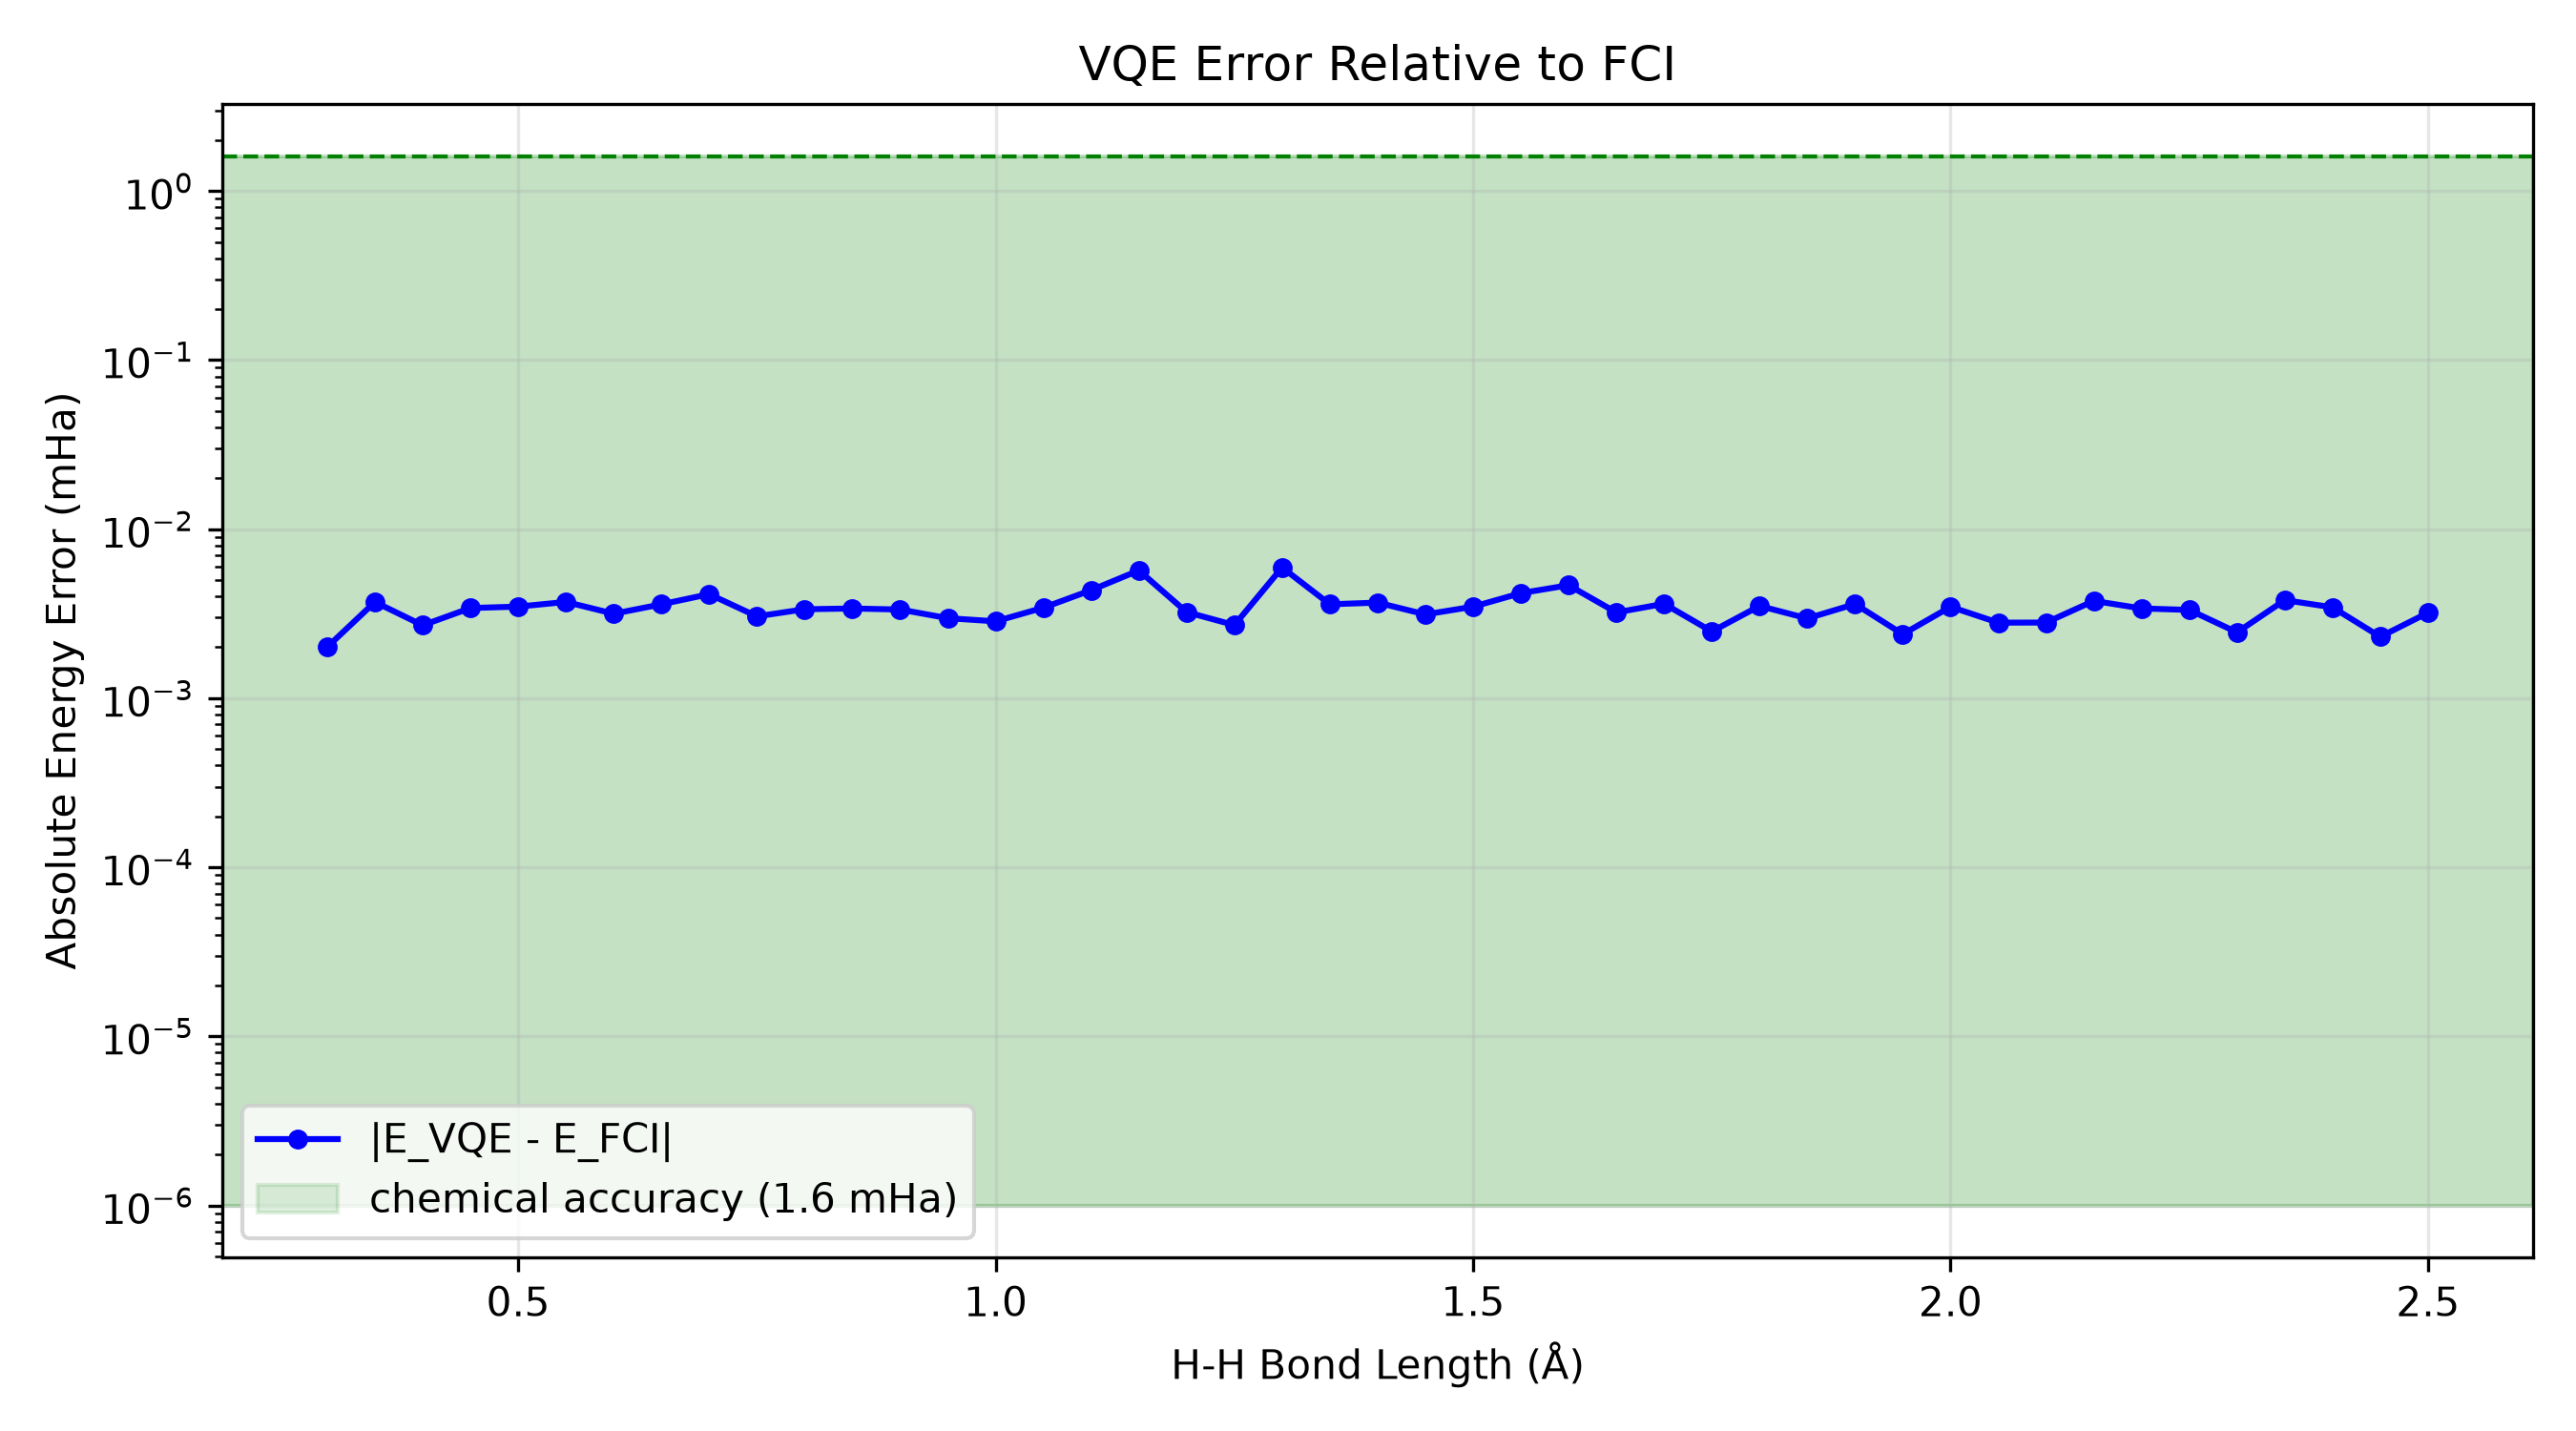 VQE Error Relative to FCI
Absolute Energy Error (mHa)
10⁰
10⁻¹
10⁻²
10⁻³
10⁻⁴
10⁻⁵
10⁻⁶
|E_VQE - E_FCI|
chemical accuracy (1.6 mHa)
0.5 1.0 1.5 2.0 2.5
H-H Bond Length (Å)